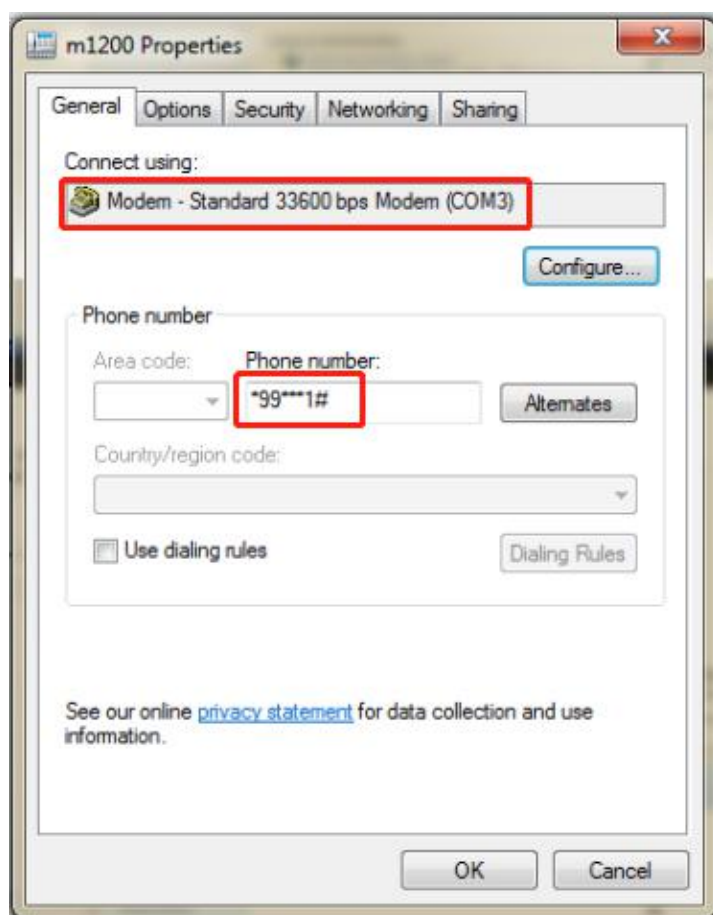 m1200 Properties
General Options Security Networking Sharing
Connect using:
Modem - Standard 33600 bps Modem (COM3)
Configure...
Phone number
Area code: Phone number:
*99***1# Alternates
Country/region code:
Use dialing rules Dialing Rules
See our online privacy statement for data collection and use
information.
OK Cancel